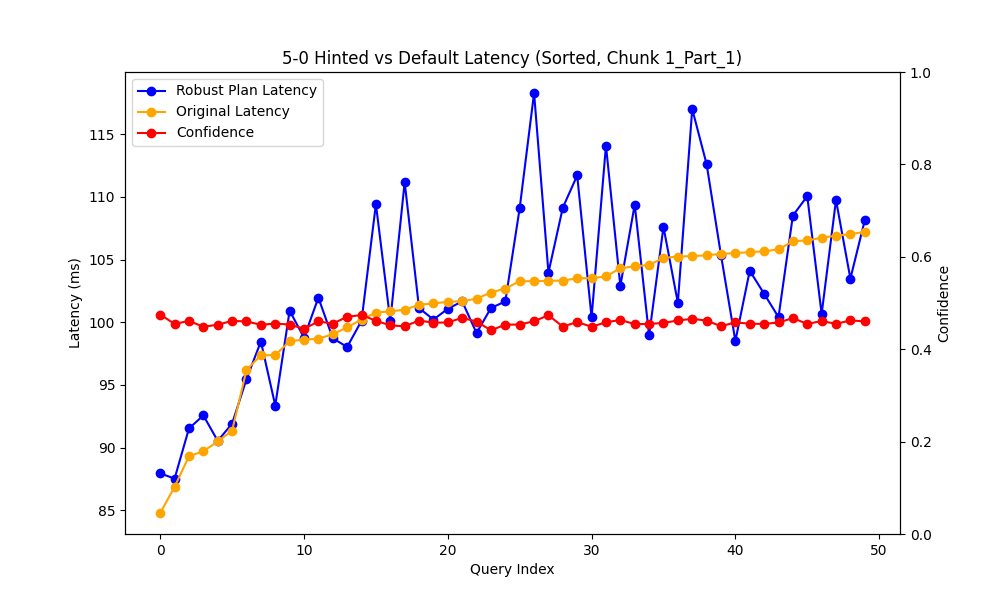 5-0 Hinted vs Default Latency (Sorted, Chunk 1_Part_1)
Robust Plan Latency
Original Latency
Confidence
Latency (ms)
115
110
105
100
95
90
85
1.0
0.8
0.6
0.4
0.2
0.0
Confidence
0
10
20
30
40
50
Query Index